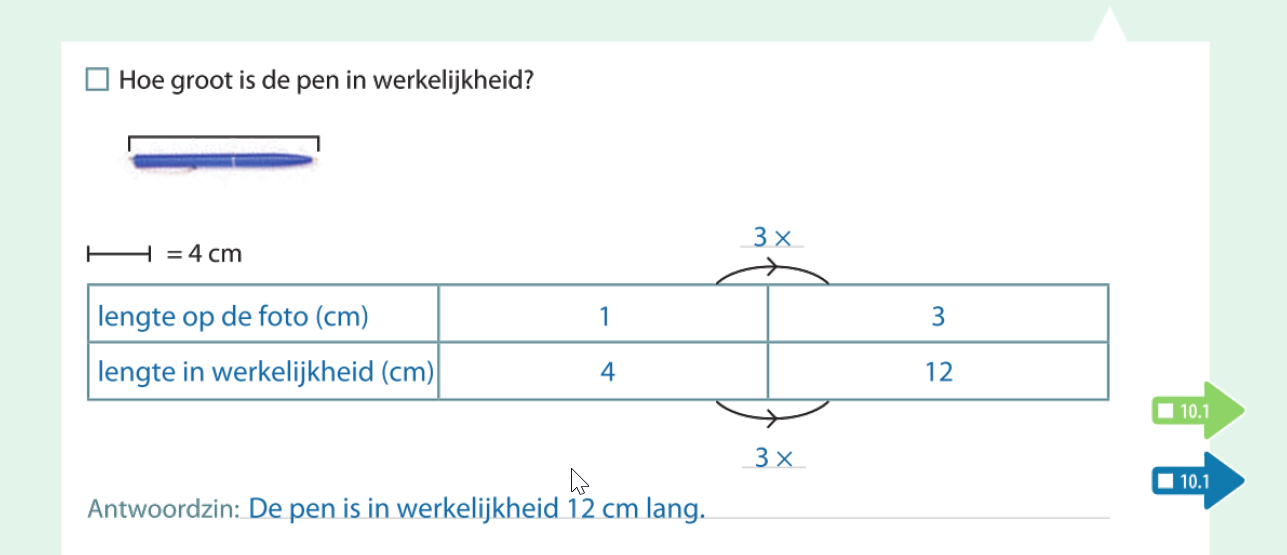 Hoe groot is de pen in werkelijkheid?
= 4 cm
3 ×
lengte op de foto (cm) 1 3
lengte in werkelijkheid (cm) 4 12
10.1
3 ×
10.1
Antwoordzin: De pen is in werkelijkheid 12 cm lang.